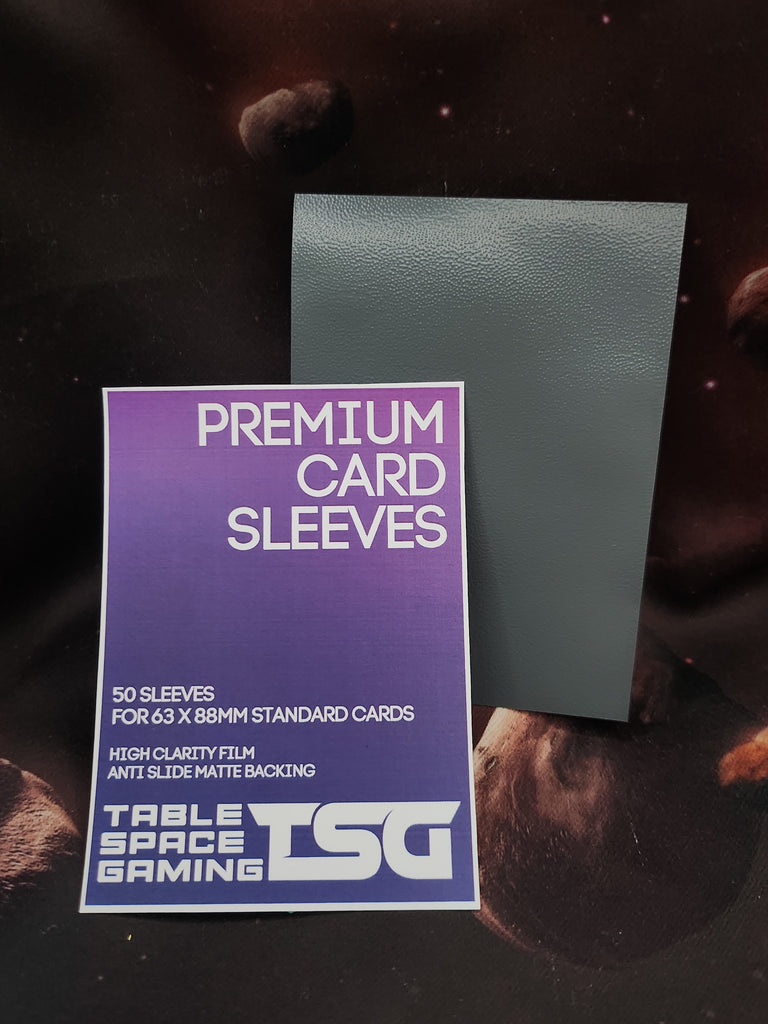 PREMIUM
CARD
SLEEVES
50 SLEEVES
FOR 63 X 88MM STANDARD CARDS
HIGH CLARITY FILM
ANTI SLIDE MATTE BACKING
TABLE
SPACE
GAMING
TSG